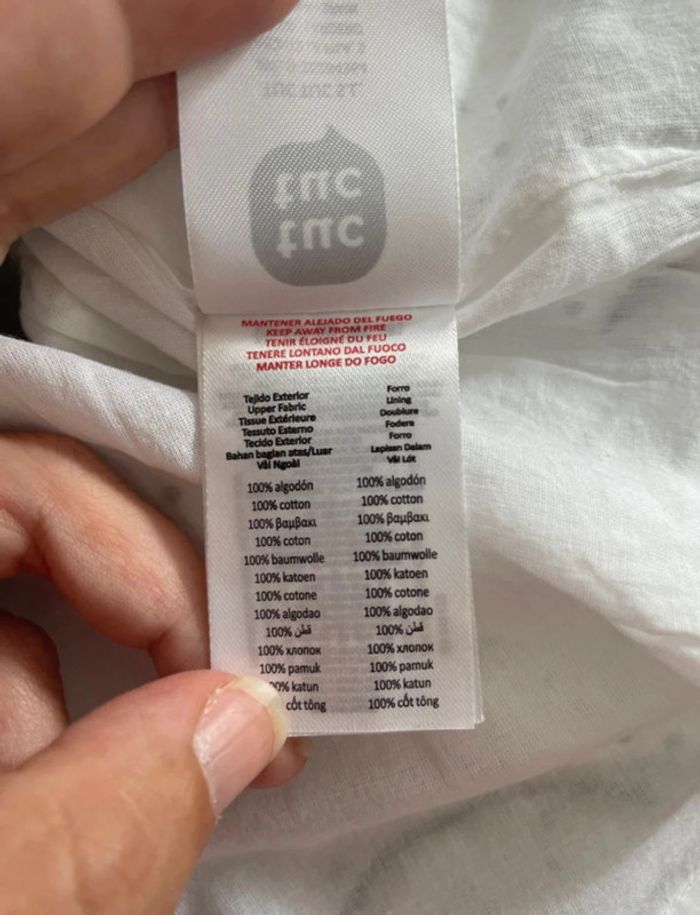 tuc
tuc
MANTENER ALEJADO DEL FUEGO
KEEP AWAY FROM FIRE
TENIR ÉLOIGNÉ DU FEU
TENERE LONTANO DAL FUOCO
MANTER LONGE DO FOGO
Tejido Exterior Forro
Upper Fabric Lining
Tissue Extérieure Doublure
Tessuto Esterno Fodera
Tecido Exterior Forro
Bahan bagian atas/Luar Lapisan Dalam
Vải Ngoài Vải Lót
100% algodón 100% algodón
100% cotton 100% cotton
100% βαμβακι 100% βαμβακι
100% coton 100% coton
100% baumwolle 100% baumwolle
100% katoen 100% katoen
100% cotone 100% cotone
100% algodao 100% algodao
100% قطن 100% قطن
100% хлопок 100% хлопок
100% pamuk 100% pamuk
0% katun 100% katun
cốt tông 100% cốt tông